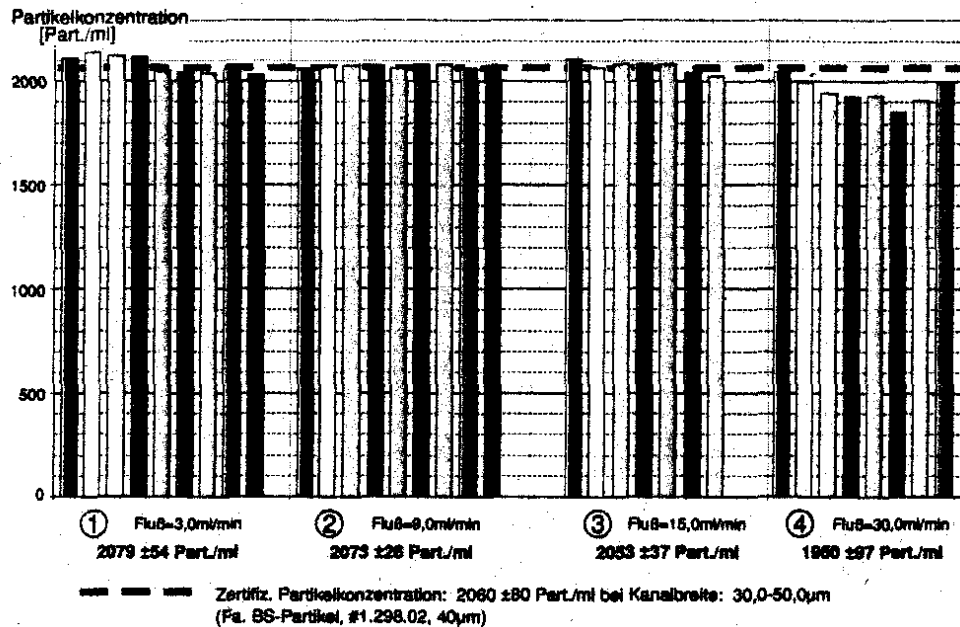 Partikelkonzentration
[Part./ml]
2000
1500
1000
500
0
① Fluß=3,0ml/min ② Fluß=9,0ml/min ③ Fluß=15,0ml/min ④ Fluß=30,0ml/min
2079 ±54 Part./ml 2073 ±26 Part./ml 2053 ±37 Part./ml 1960 ±97 Part./ml
Zertifiz. Partikelkonzentration: 2060 ±80 Part./ml bei Kanalbreite: 30,0-50,0µm
(Fa. BS-Partikel, #1.298.02, 40µm)